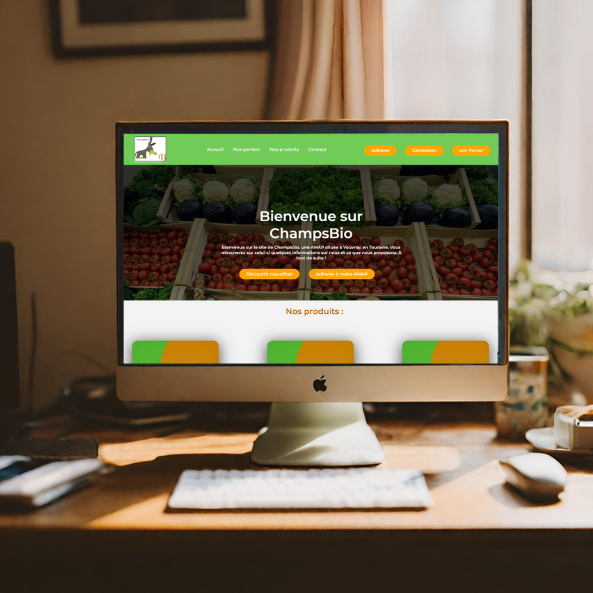 Accueil Nos paniers Nos produits Contact Adhérer Connexion voir Panier
Bienvenue sur
ChampsBio
Bienvenue sur le site de ChampsBio, une AMAP située à Vouvray, en Touraine. Vous
retrouverez sur celui-ci quelques informations sur nous et ce que nous proposons. A
tout de suite !
Découvrir nos offres Adhérer à notre AMAP
Nos produits :